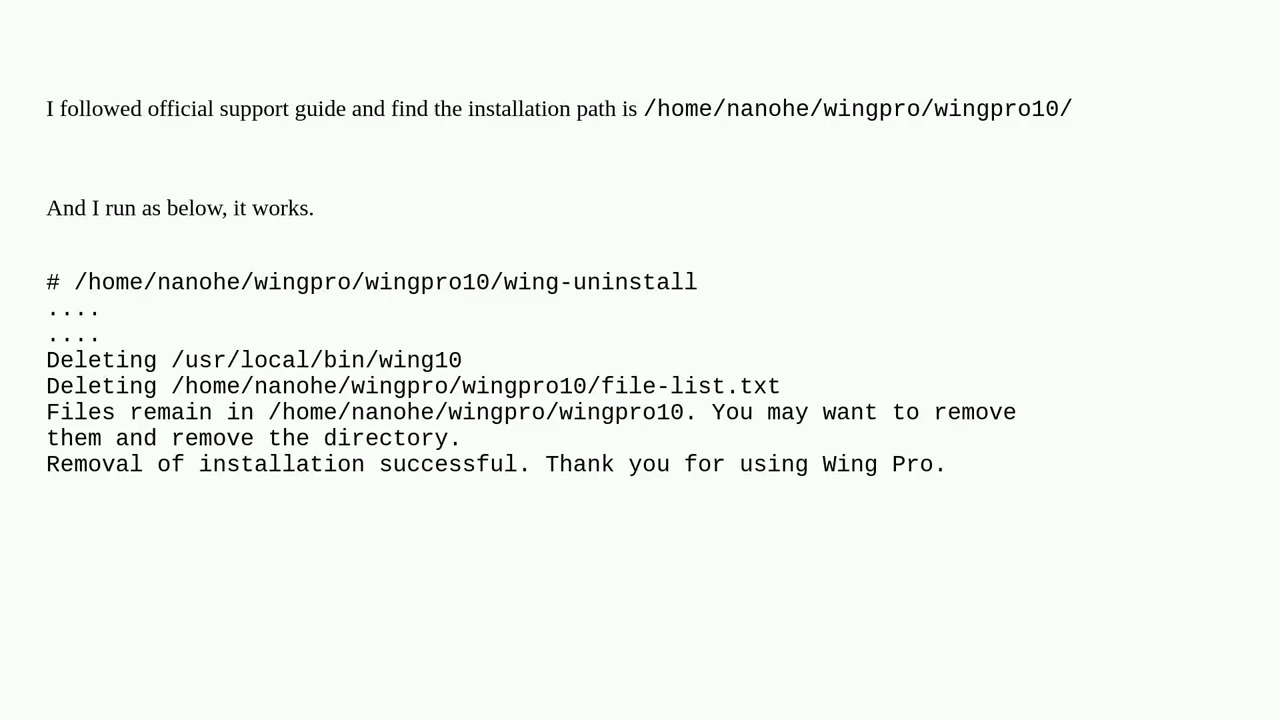 I followed official support guide and find the installation path is /home/nanohe/wingpro/wingpro10/
And I run as below, it works.
# /home/nanohe/wingpro/wingpro10/wing-uninstall
....
....
Deleting /usr/local/bin/wing10
Deleting /home/nanohe/wingpro/wingpro10/file-list.txt
Files remain in /home/nanohe/wingpro/wingpro10. You may want to remove
them and remove the directory.
Removal of installation successful. Thank you for using Wing Pro.